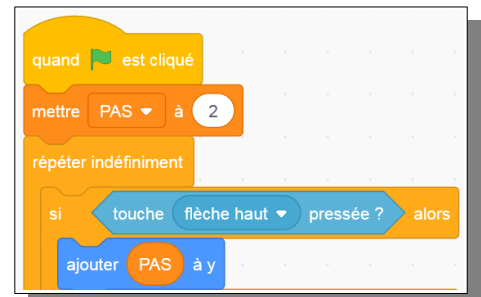 quand est cliqué
mettre PAS à 2
répéter indéfiniment
si touche flèche haut pressée ? alors
ajouter PAS à y